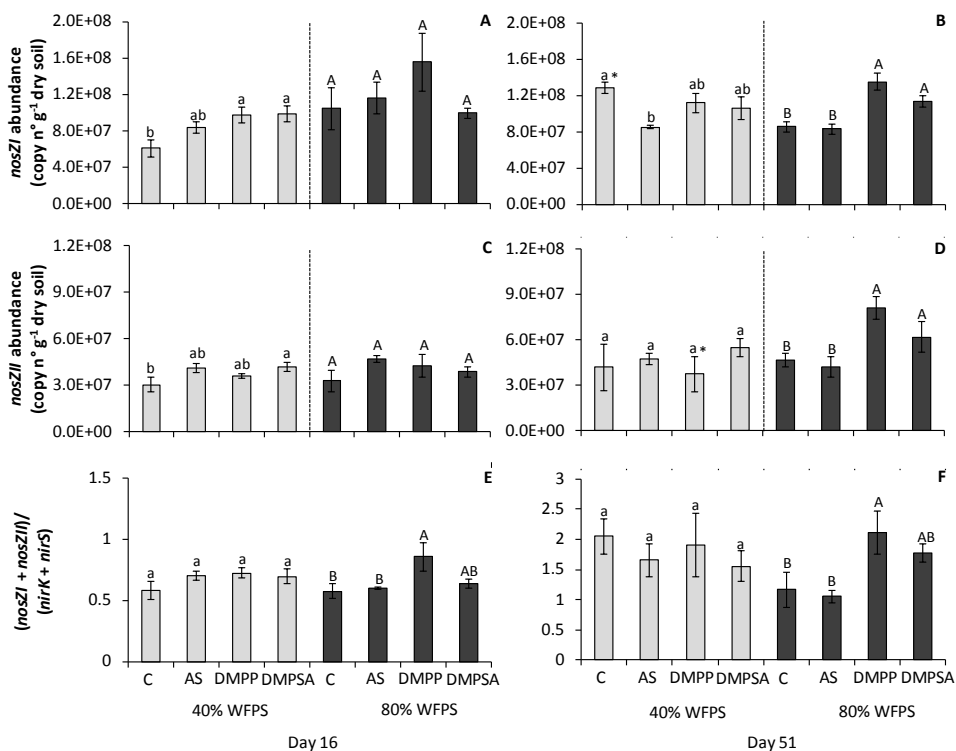 A
nosZI abundance
(copy n° g⁻¹ dry soil)
2.0E+08
1.6E+08
1.2E+08
8.0E+07
4.0E+07
0.0E+00
b ab a a A A A A
B
2.0E+08
1.6E+08
1.2E+08
8.0E+07
4.0E+07
0.0E+00
a* b ab ab B B A A
C
nosZII abundance
(copy n° g⁻¹ dry soil)
1.2E+08
9.0E+07
6.0E+07
3.0E+07
0.0E+00
b ab ab a A A A A
D
1.2E+08
9.0E+07
6.0E+07
3.0E+07
0.0E+00
a a a* a B B A A
E
(nosZI + nosZII)/
(nirK + nirS)
1.5
1
0.5
0
a a a a B B A AB
C AS DMPP DMPSA C AS DMPP DMPSA
40% WFPS 80% WFPS
Day 16
F
3
2.5
2
1.5
1
0.5
0
a a a a B B A AB
C AS DMPP DMPSA C AS DMPP DMPSA
40% WFPS 80% WFPS
Day 51